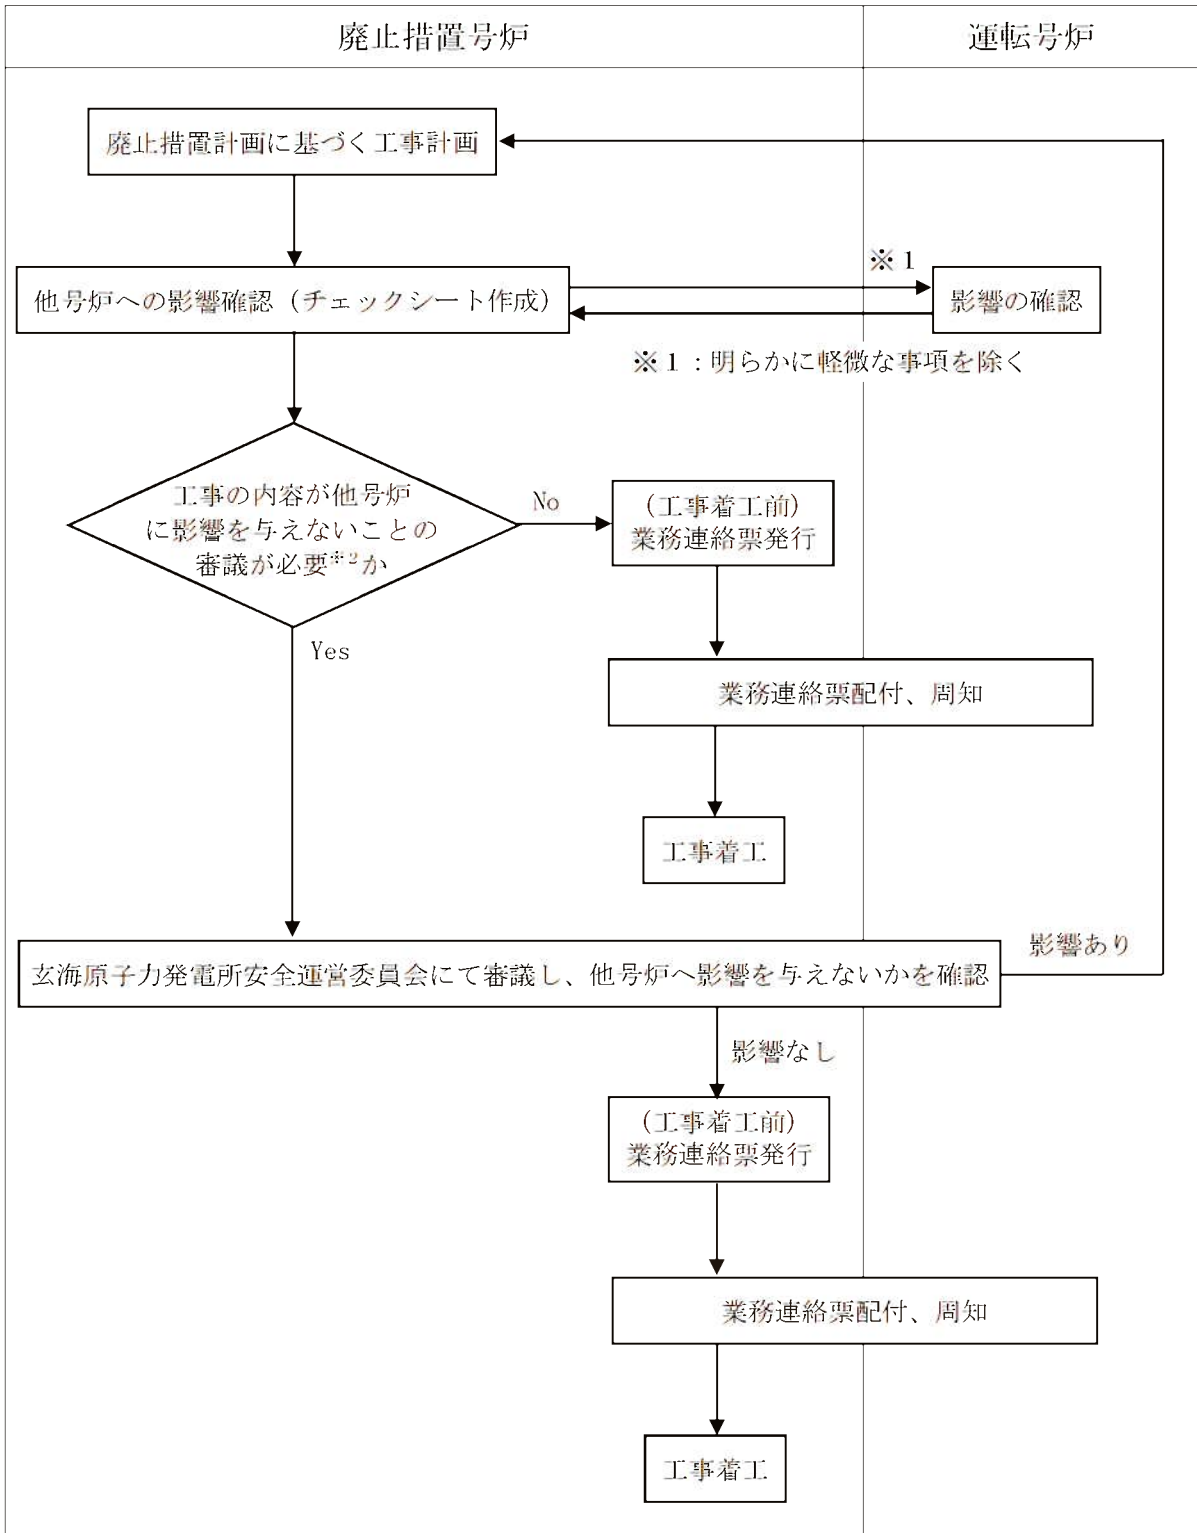 廃止措置号炉
運転号炉
廃止措置計画に基づく工事計画
※1
他号炉への影響確認（チェックシート作成）
影響の確認
※1：明らかに軽微な事項を除く
工事の内容が他号炉
に影響を与えないことの
審議が必要※2か
No
（工事着工前）
業務連絡票発行
Yes
業務連絡票配付、周知
工事着工
影響あり
玄海原子力発電所安全運営委員会にて審議し、他号炉へ影響を与えないかを確認
影響なし
（工事着工前）
業務連絡票発行
業務連絡票配付、周知
工事着工